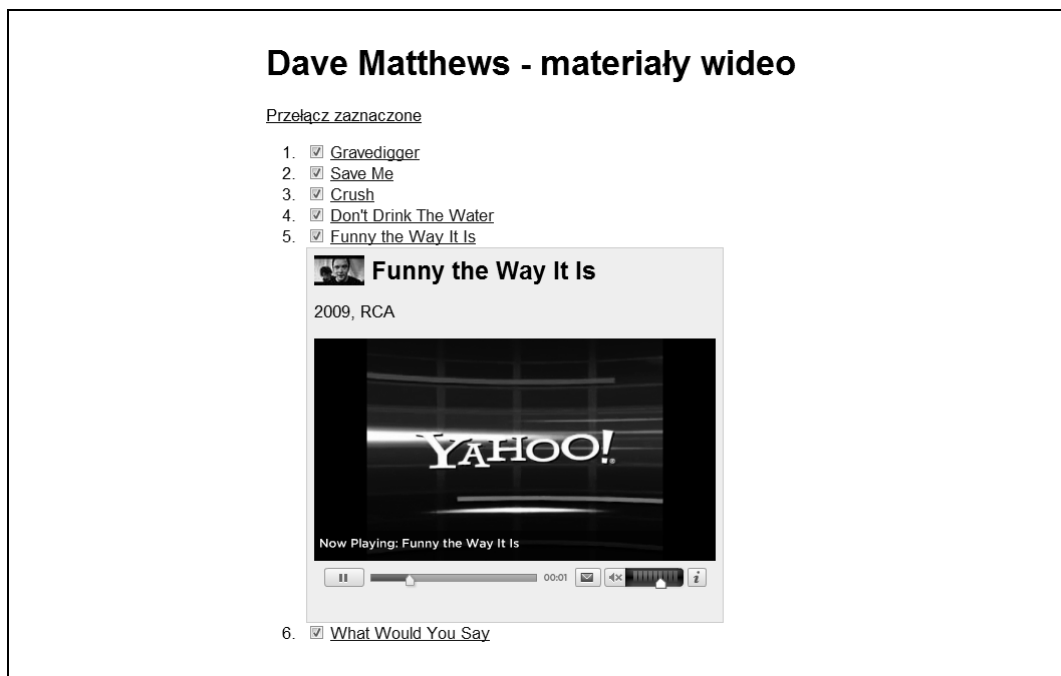 Dave Matthews - materiały wideo
Przełącz zaznaczone
1. Gravedigger
2. Save Me
3. Crush
4. Don't Drink The Water
5. Funny the Way It Is
Funny the Way It Is
2009, RCA
YAHOO!
Now Playing: Funny the Way It Is
00:01
i
6. What Would You Say